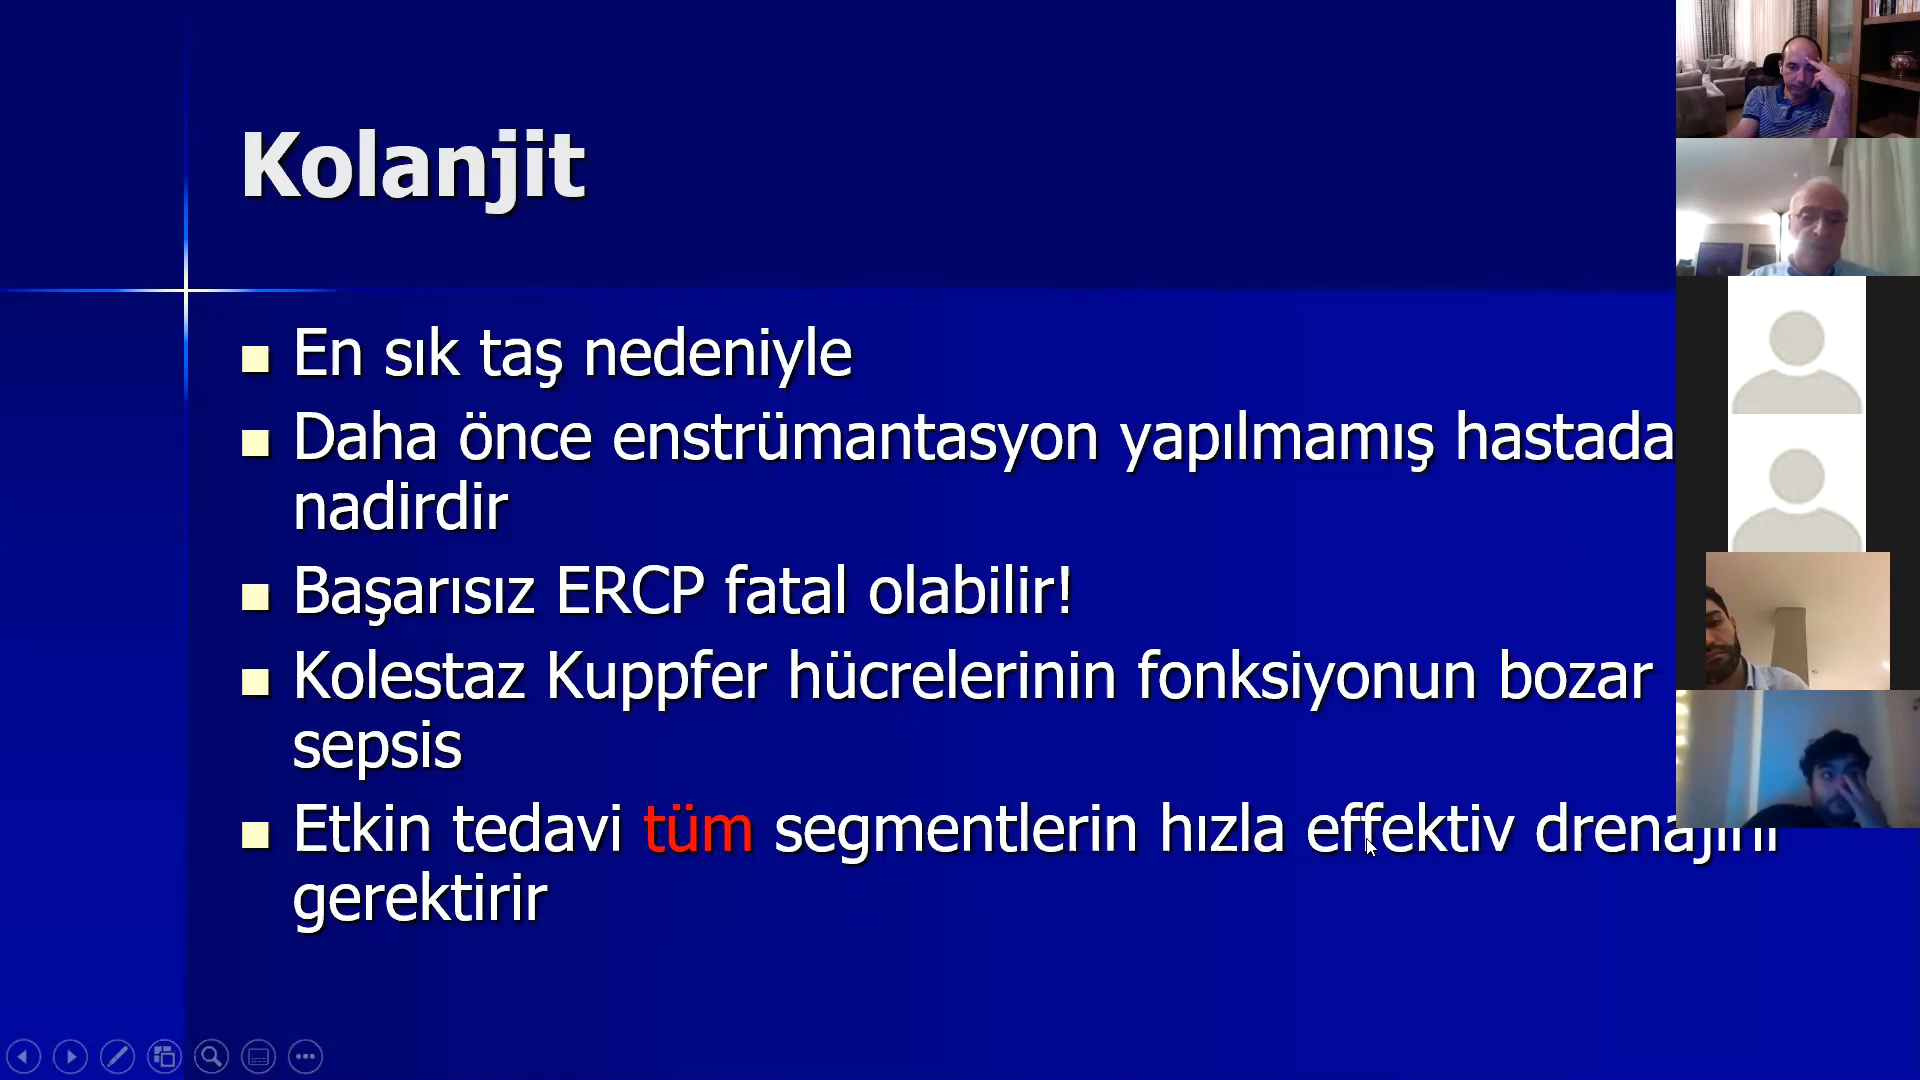 Kolanjit
En sık taş nedeniyle
Daha önce enstrümantasyon yapılmamış hastada
nadirdir
Başarısız ERCP fatal olabilir!
Kolestaz Kuppfer hücrelerinin fonksiyonun bozar
sepsis
Etkin tedavi tüm segmentlerin hızla effektiv drenajını
gerektirir